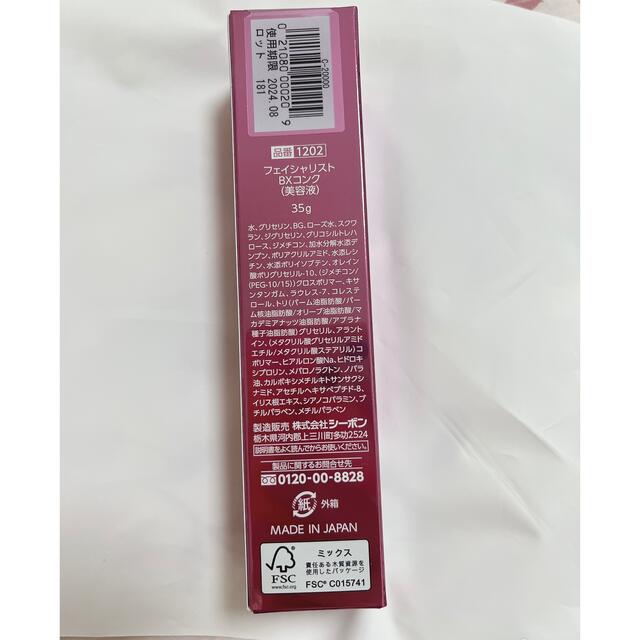 C-20000
0 21080 00020 9
使用期限 2024.08
ロット 181
品番 1202
フェイシャリスト
BXコンク
(美容液)
35g
水、グリセリン、BG、ローズ水、スクワ
ラン、ジグリセリン、グリコシルトレハ
ロース、ジメチコン、加水分解水添デ
ンプン、ポリアクリルアミド、水添レシ
チン、水添ポリイソブテン、オレイン
酸ポリグリセリル-10、(ジメチコン/
(PEG-10/15))クロスポリマー、キサ
ンタンガム、ラウレス-7、コレステ
ロール、トリ(パーム油脂肪酸/パー
ム核油脂肪酸/オリーブ油脂肪酸/マ
カデミアナッツ油脂肪酸/アブラナ
種子油脂肪酸)グリセリル、アラント
イン、(メタクリル酸グリセリルアミド
エチル/メタクリル酸ステアリル)コ
ポリマー、ヒアルロン酸Na、ヒドロキ
シプロリン、メバロノラクトン、ノバラ
油、カルボキシメチルキトサンサクシ
ナミド、アセチルヘキサペプチド-8、
イリス根エキス、シアノコバラミン、ブ
チルパラベン、メチルパラベン
製造販売 株式会社シーボン
栃木県河内郡上三川町多功2524
説明書をよく読んでからお使いください。
製品に関するお問合せ先
0120-00-8828
紙 外箱
MADE IN JAPAN
FSC
www.fsc.org
ミックス
責任ある木質資源を
使用したパッケージ
FSC® C015741